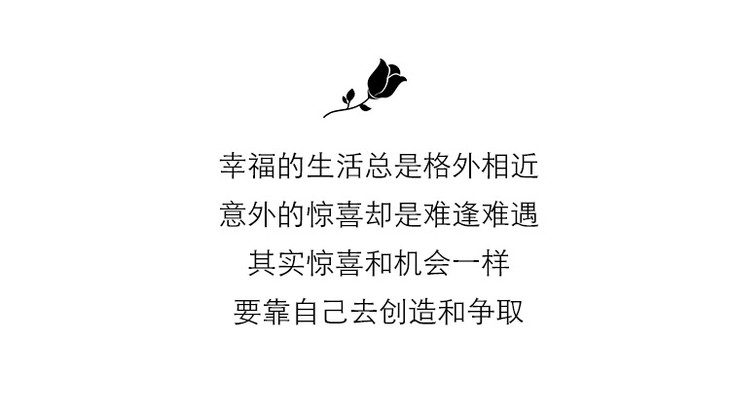 幸福的生活总是格外相近
意外的惊喜却是难逢难遇
其实惊喜和机会一样
要靠自己去创造和争取